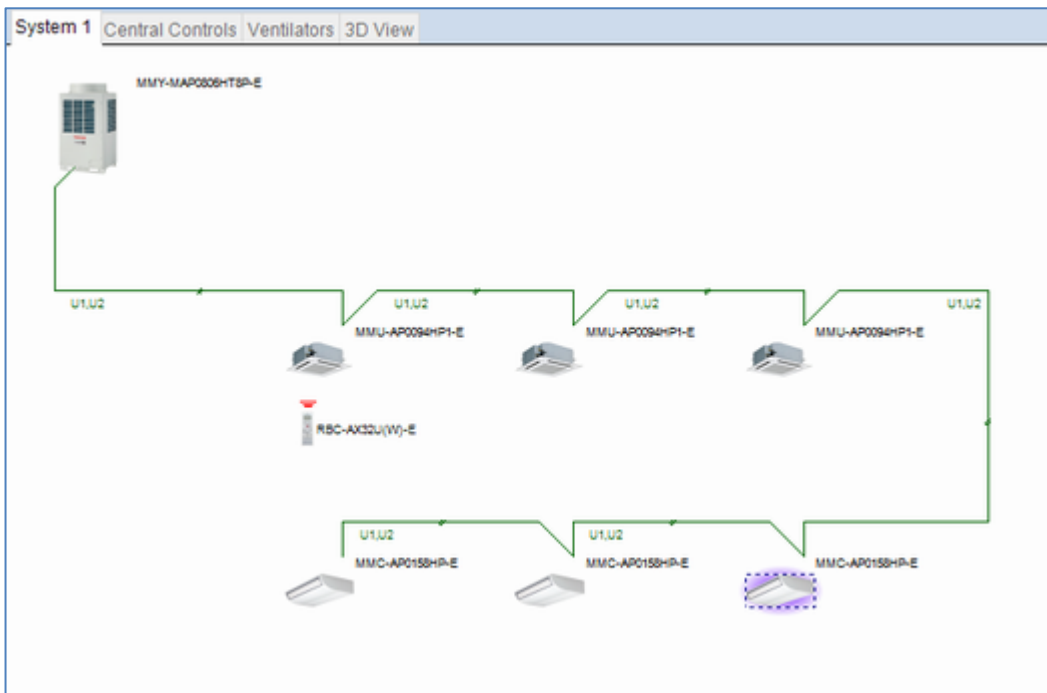 System 1 Central Controls Ventilators 3D View
MMY-MAP0806HT8P-E
U1,U2 U1,U2 U1,U2 U1,U2
MMU-AP0094HP1-E MMU-AP0094HP1-E MMU-AP0094HP1-E
RBC-AX32U(W)-E
U1,U2 U1,U2
MMC-AP0158HP-E MMC-AP0158HP-E MMC-AP0158HP-E